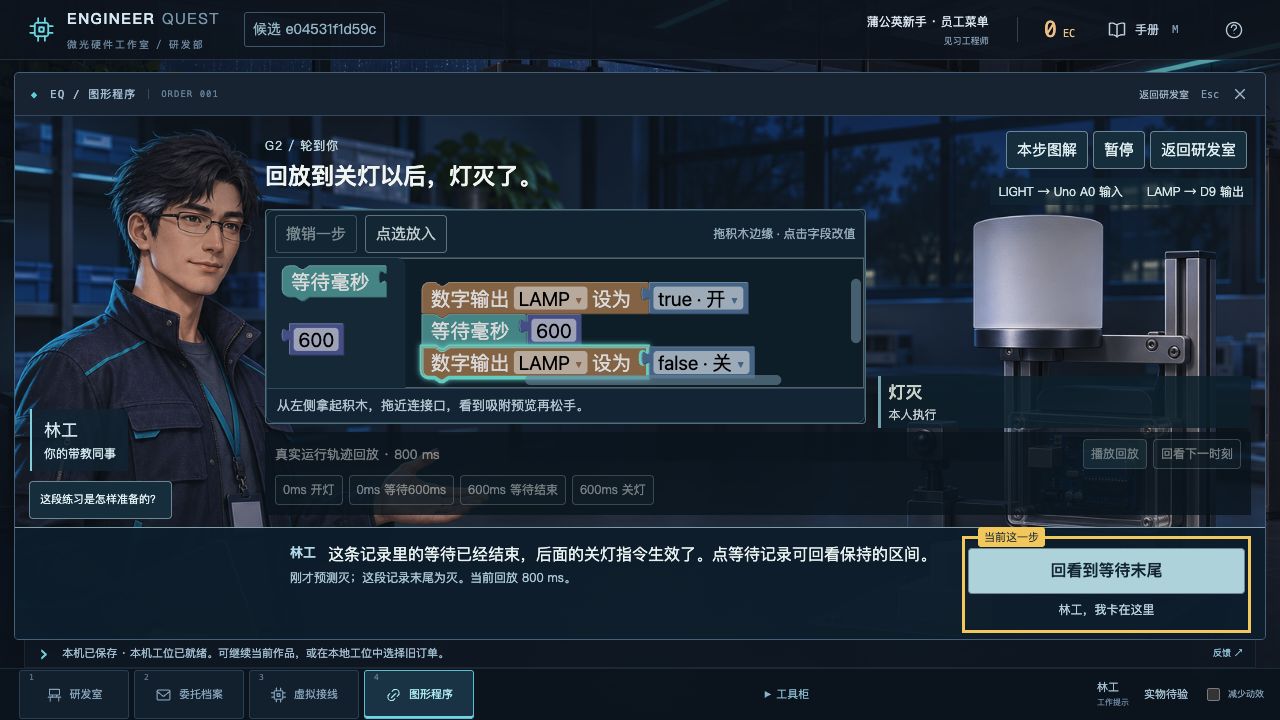 ENGINEER QUEST
微光硬件工作室 / 研发部
候选 e04531f1d59c
蒲公英新手 · 员工菜单
见习工程师
0 EC
手册 M
?
EQ / 图形程序 ORDER 001
返回研发室 Esc
G2 / 轮到你
回放到关灯以后，灯灭了。
本步图解
暂停
返回研发室
LIGHT → Uno A0 输入
LAMP → D9 输出
撤销一步
点选放入
拖积木边缘 · 点击字段改值
等待毫秒
600
数字输出 LAMP 设为 true · 开
等待毫秒 600
数字输出 LAMP 设为 false · 关
从左侧拿起积木，拖近连接口，看到吸附预览再松手。
灯灭
本人执行
林工
你的带教同事
这段练习是怎样准备的?
真实运行轨迹回放 · 800 ms
播放回放
回看下一时刻
0ms 开灯
0ms 等待600ms
600ms 等待结束
600ms 关灯
林工 这条记录里的等待已经结束，后面的关灯指令生效了。点等待记录可回看保持的区间。
刚才预测灭；这段记录末尾为灭。当前回放 800 ms。
当前这一步
回看到等待末尾
林工，我卡在这里
本机已保存 · 本机工位已就绪。可继续当前作品，或在本地工位中选择旧订单。
反馈 ↗
1 研发室
2 委托档案
3 虚拟接线
4 图形程序
工具柜
林工
工作提示
实物待验
减少动效